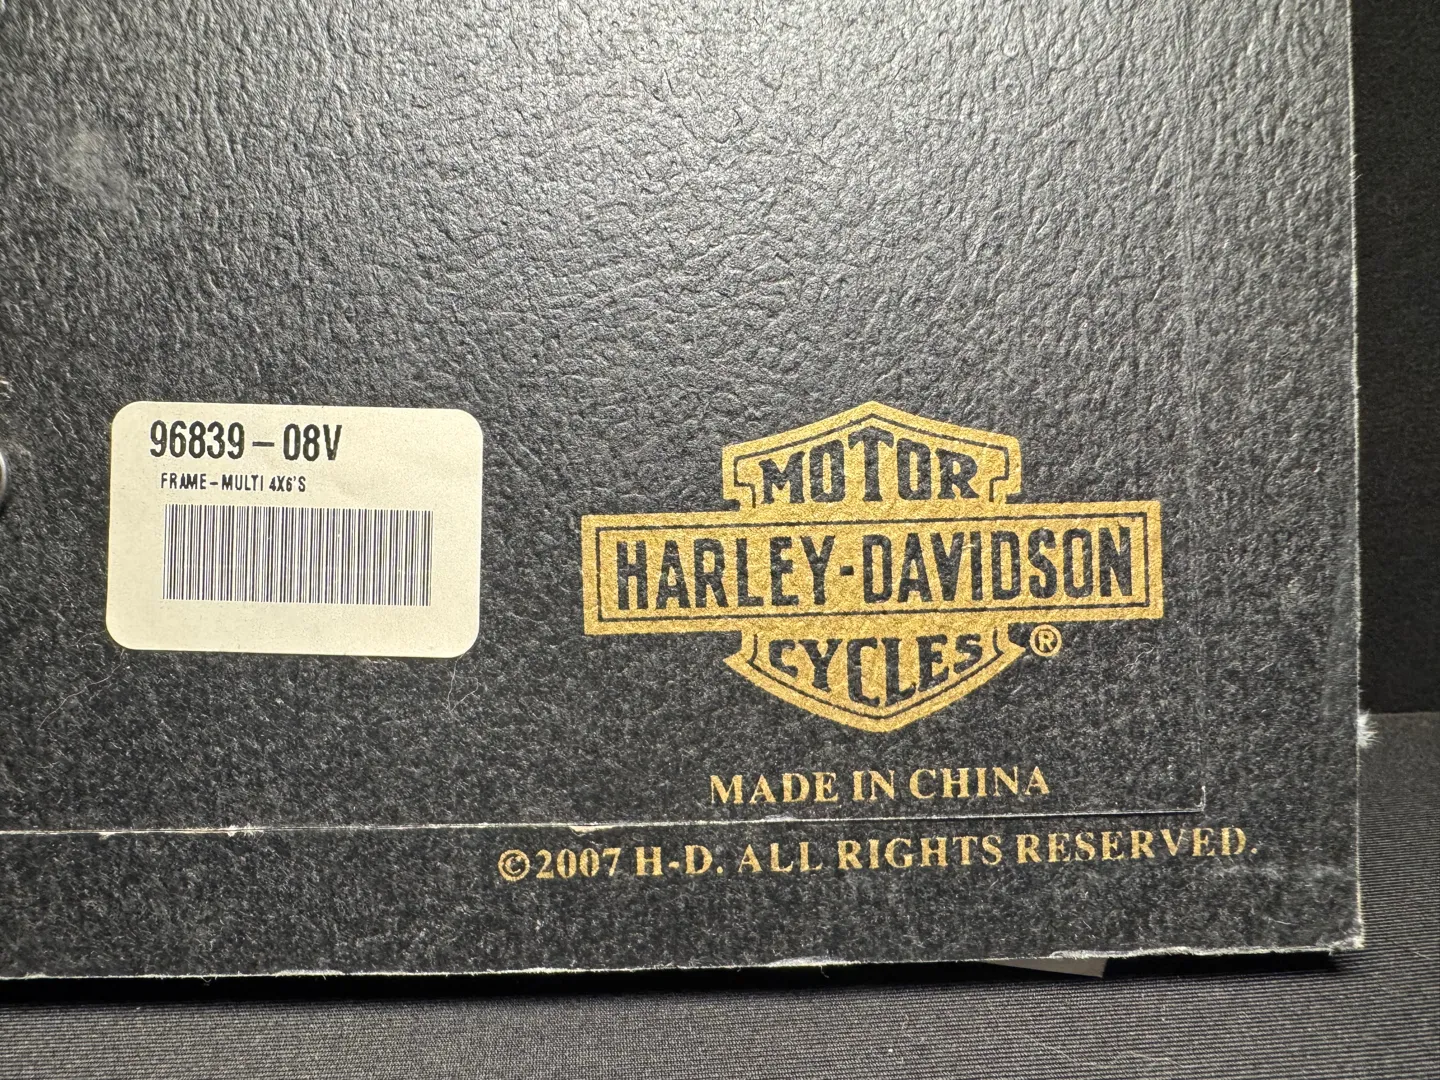 96839-08V
FRAME-MULTI 4X6'S
MOTOR
HARLEY-DAVIDSON
CYCLES®
MADE IN CHINA
©2007 H-D. ALL RIGHTS RESERVED.